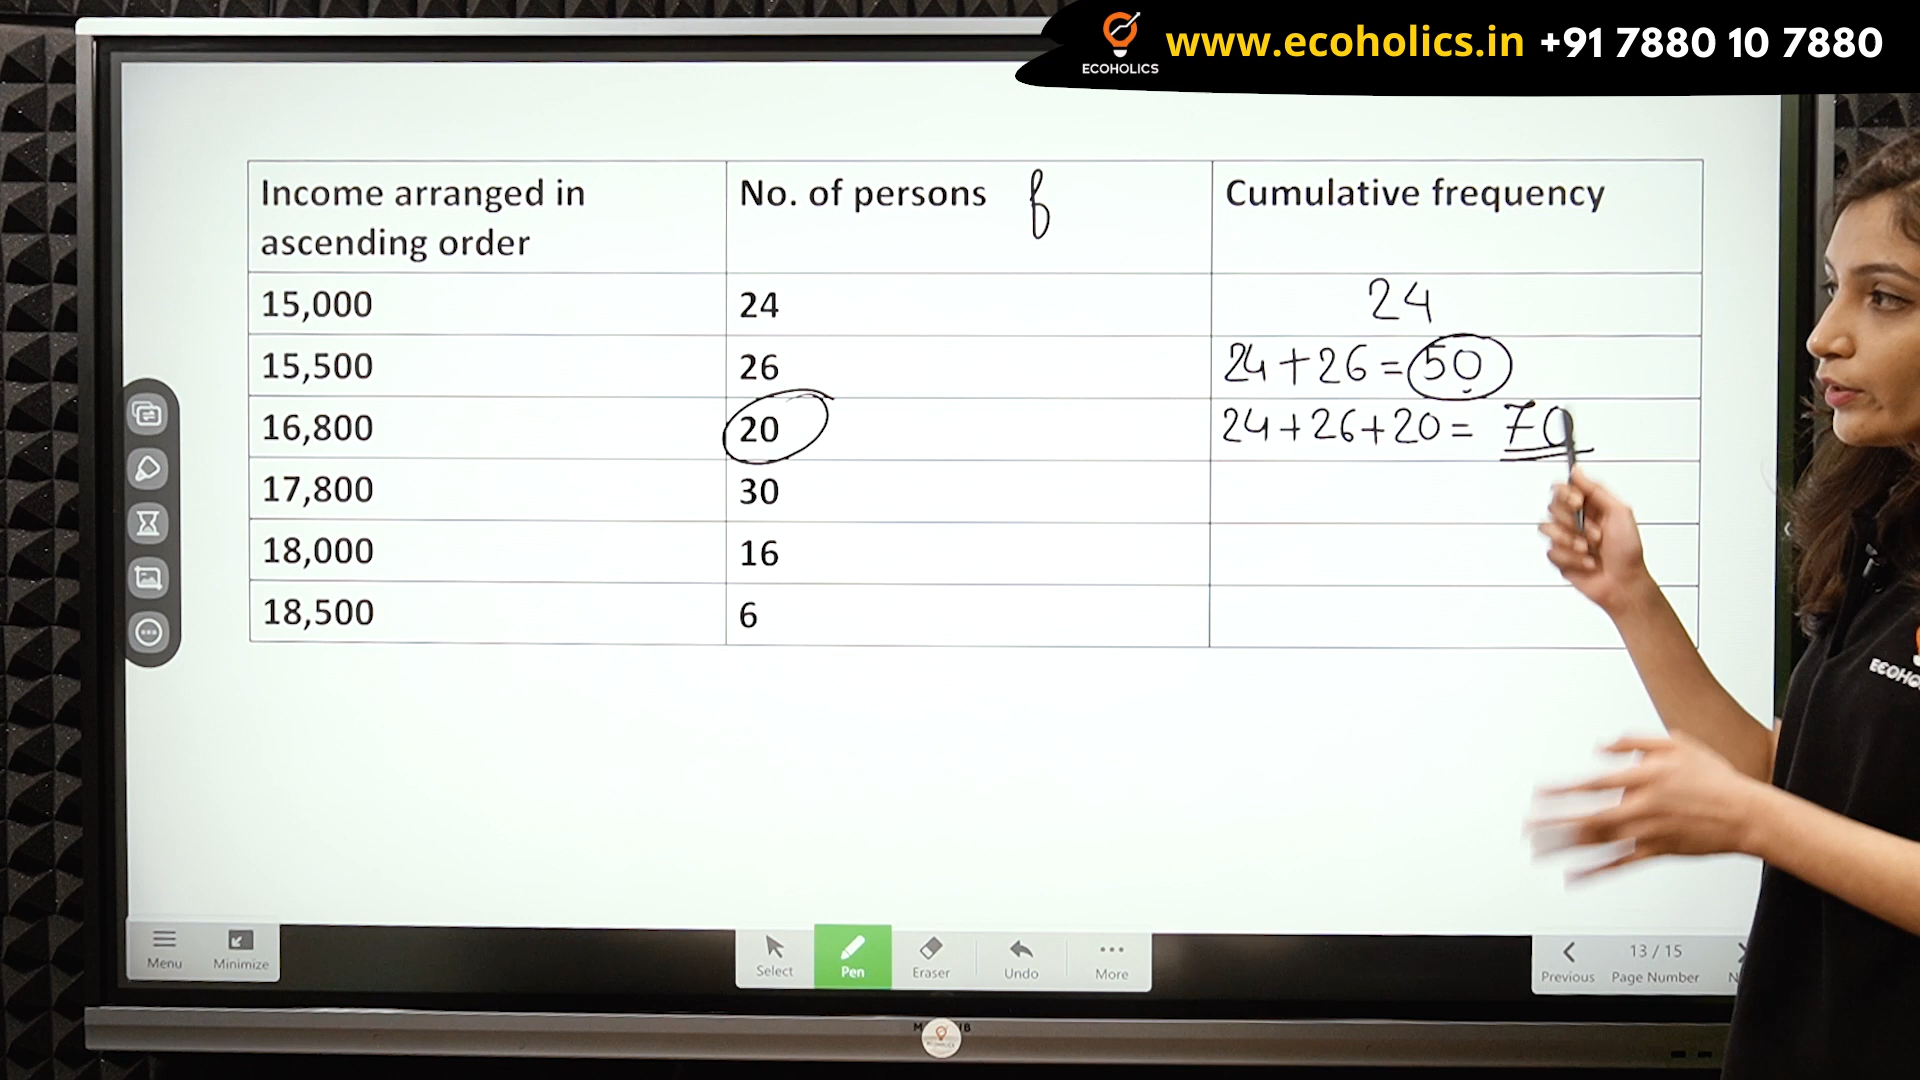 www.ecoholics.in +91 7880 10 7880
ECOHOLICS
Income arranged in ascending order No. of persons f Cumulative frequency
15,000 24 24
15,500 26 24+26=50
16,800 20 24+26+20= 70
17,800 30
18,000 16
18,500 6
Menu Minimize Select Pen Eraser Undo More Previous 13 / 15 Page Number